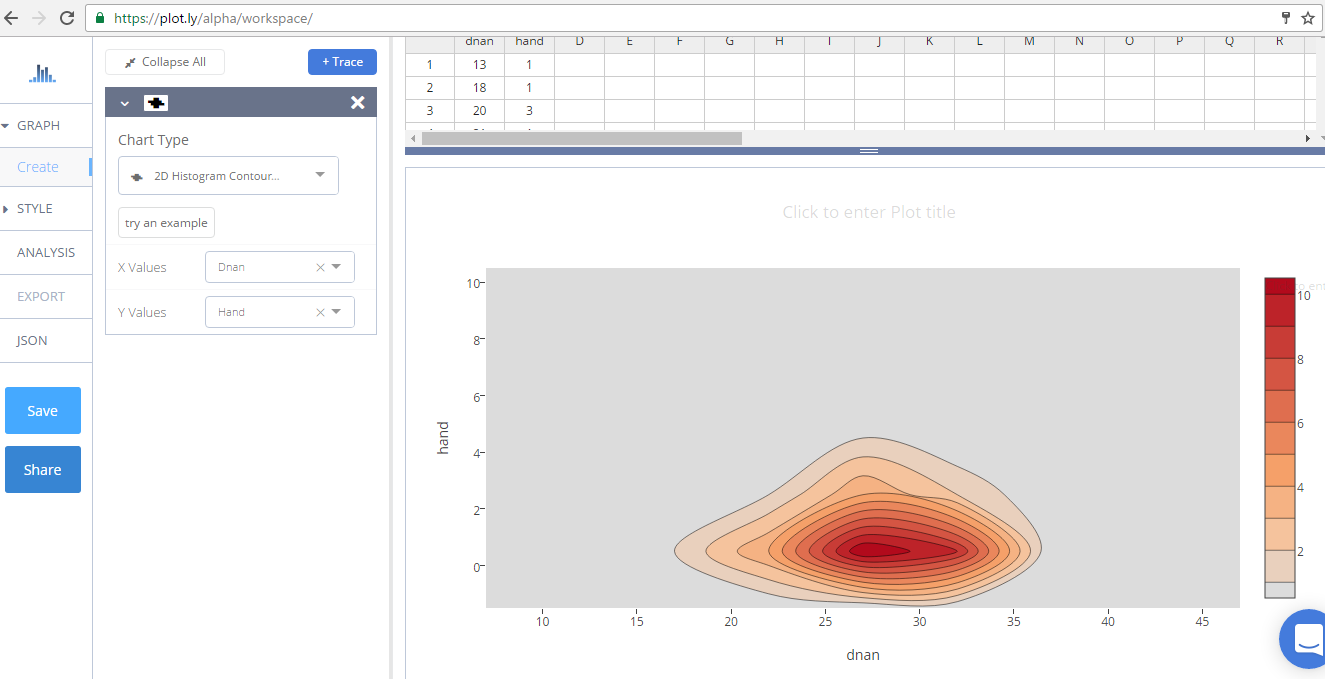 https://plot.ly/alpha/workspace/
GRAPH
Create
STYLE
ANALYSIS
EXPORT
JSON
Save
Share
Collapse All
+ Trace
Chart Type
2D Histogram Contour...
try an example
X Values Dnan
Y Values Hand
dnan hand D E F G H I J K L M N O P Q R
1 13 1
2 18 1
3 20 3
Click to enter Plot title
hand
10
8
6
4
2
0
10 15 20 25 30 35 40 45
dnan
10
8
6
4
2